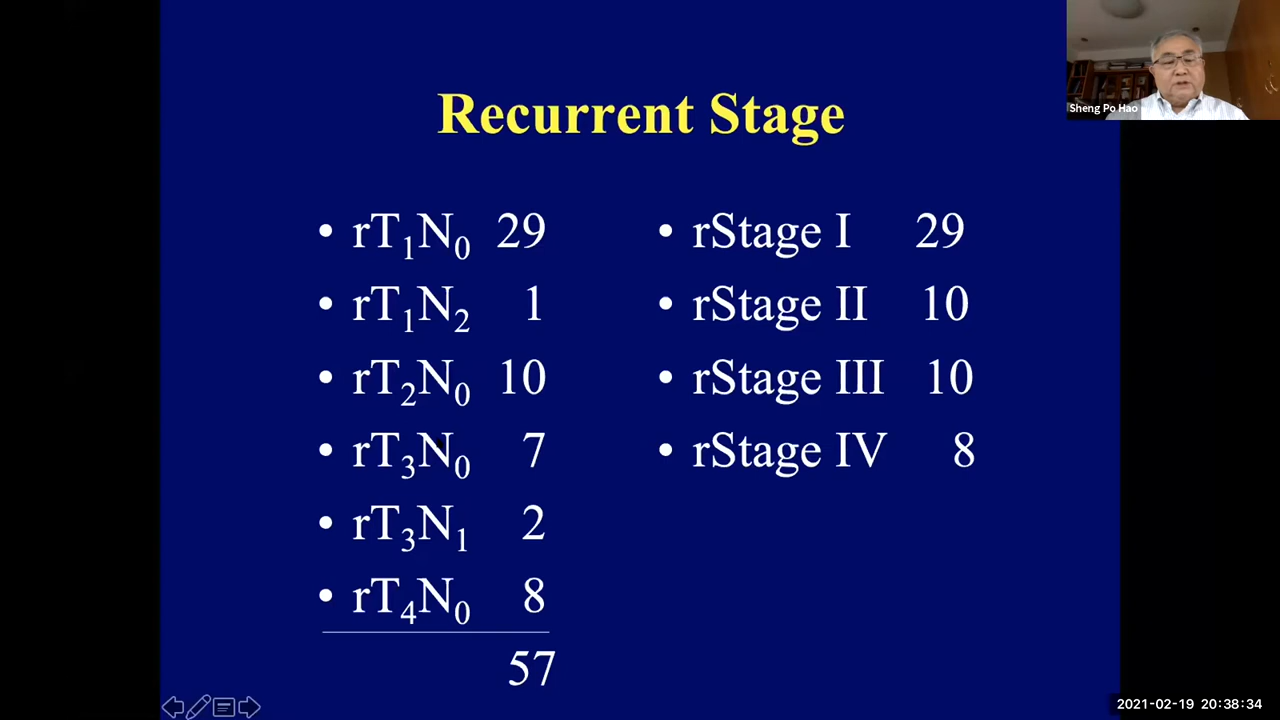 Recurrent Stage
• rT₁N₀ 29
• rT₁N₂ 1
• rT₂N₀ 10
• rT₃N₀ 7
• rT₃N₁ 2
• rT₄N₀ 8
57
• rStage I 29
• rStage II 10
• rStage III 10
• rStage IV 8
Sheng Po Hao
2021-02-19 20:38:34